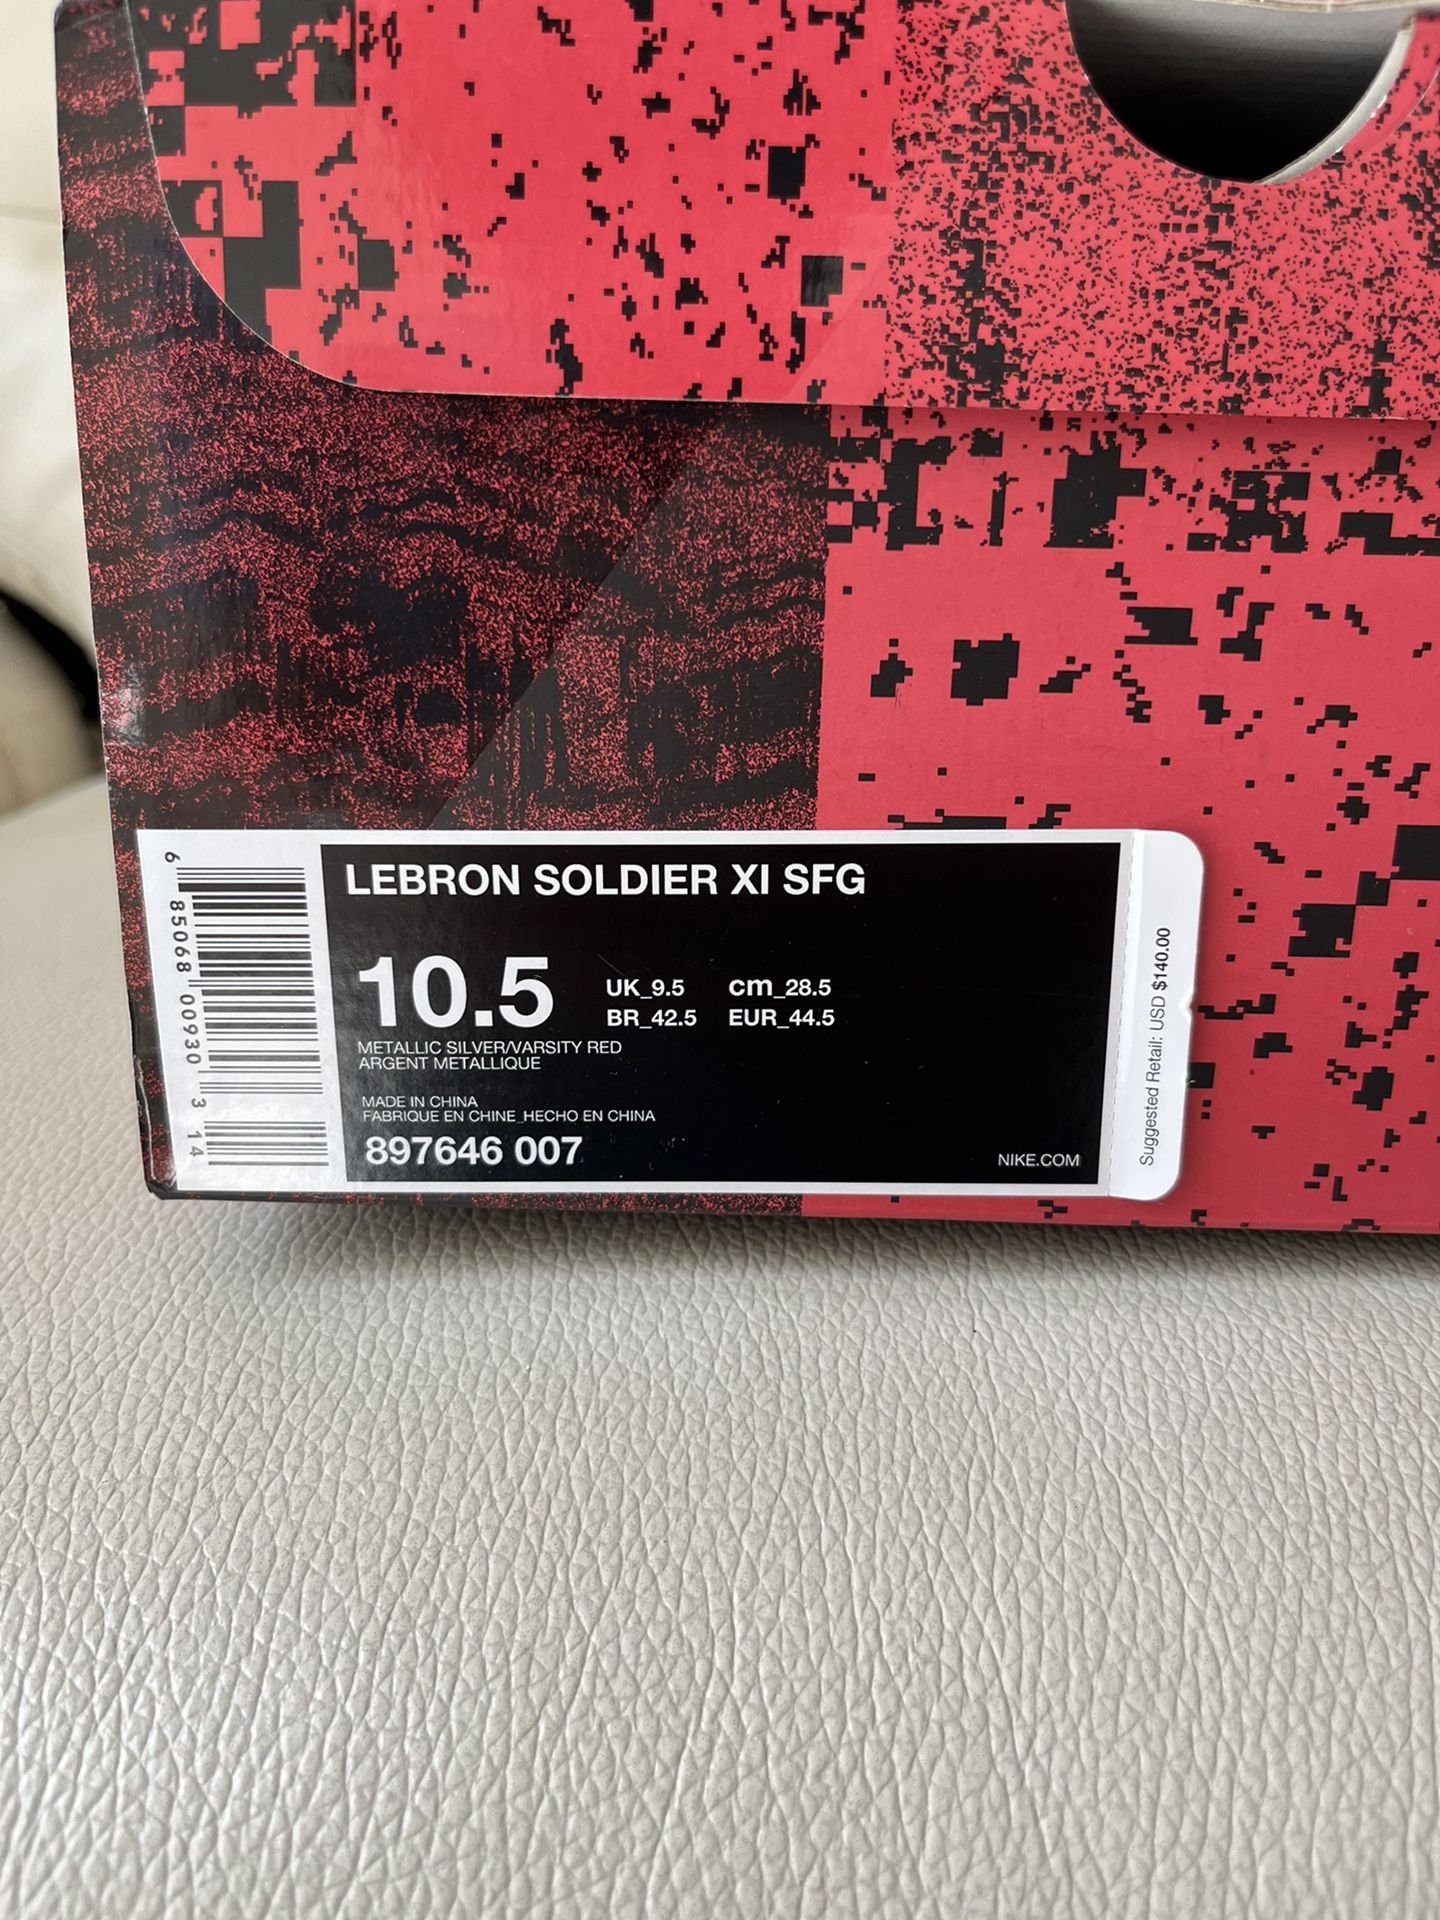 LEBRON SOLDIER XI SFG
10.5
UK_9.5 cm_28.5
BR_42.5 EUR_44.5
METALLIC SILVER/VARSITY RED
ARGENT METALLIQUE
MADE IN CHINA
FABRIQUE EN CHINE_HECHO EN CHINA
897646 007
NIKE.COM
6 85068 00930 3 14
Suggested Retail: USD $140.00